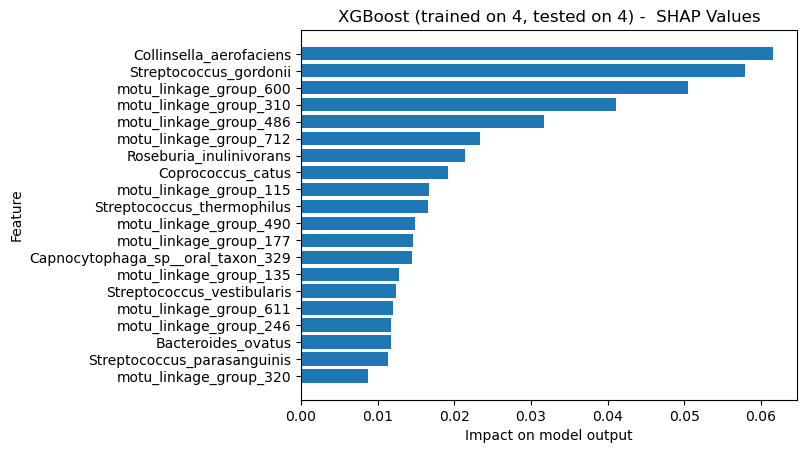 XGBoost (trained on 4, tested on 4) -  SHAP Values
Collinsella_aerofaciens
Streptococcus_gordonii
motu_linkage_group_600
motu_linkage_group_310
motu_linkage_group_486
motu_linkage_group_712
Roseburia_inulinivorans
Coprococcus_catus
motu_linkage_group_115
Streptococcus_thermophilus
motu_linkage_group_490
motu_linkage_group_177
Capnocytophaga_sp__oral_taxon_329
motu_linkage_group_135
Streptococcus_vestibularis
motu_linkage_group_611
motu_linkage_group_246
Bacteroides_ovatus
Streptococcus_parasanguinis
motu_linkage_group_320
Feature
0.00 0.01 0.02 0.03 0.04 0.05 0.06
Impact on model output